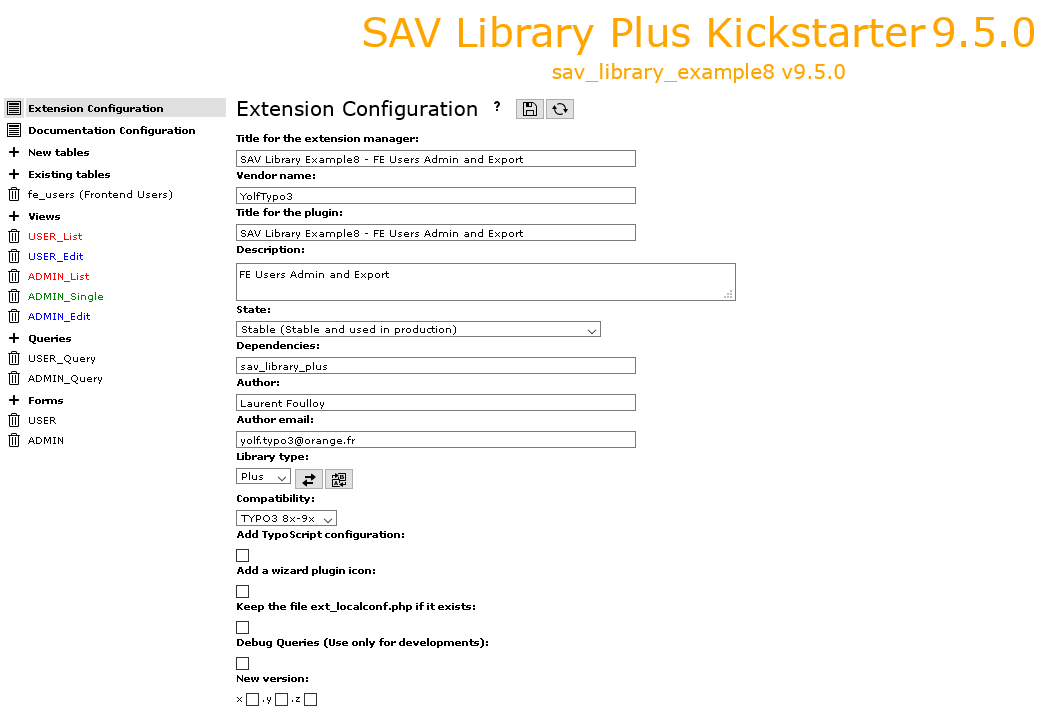 SAV Library Plus Kickstarter 9.5.0
sav_library_example8 v9.5.0
Extension Configuration
Documentation Configuration
New tables
Existing tables
fe_users (Frontend Users)
Views
USER_List
USER_Edit
ADMIN_List
ADMIN_Single
ADMIN_Edit
Queries
USER_Query
ADMIN_Query
Forms
USER
ADMIN
Extension Configuration ?
Title for the extension manager:
SAV Library Example8 - FE Users Admin and Export
Vendor name:
YolfTypo3
Title for the plugin:
SAV Library Example8 - FE Users Admin and Export
Description:
FE Users Admin and Export
State:
Stable (Stable and used in production)
Dependencies:
sav_library_plus
Author:
Laurent Foulloy
Author email:
yolf.typo3@orange.fr
Library type:
Plus
Compatibility:
TYPO3 8x-9x
Add TypoScript configuration:
Add a wizard plugin icon:
Keep the file ext_localconf.php if it exists:
Debug Queries (Use only for developments):
New version:
x .y .z